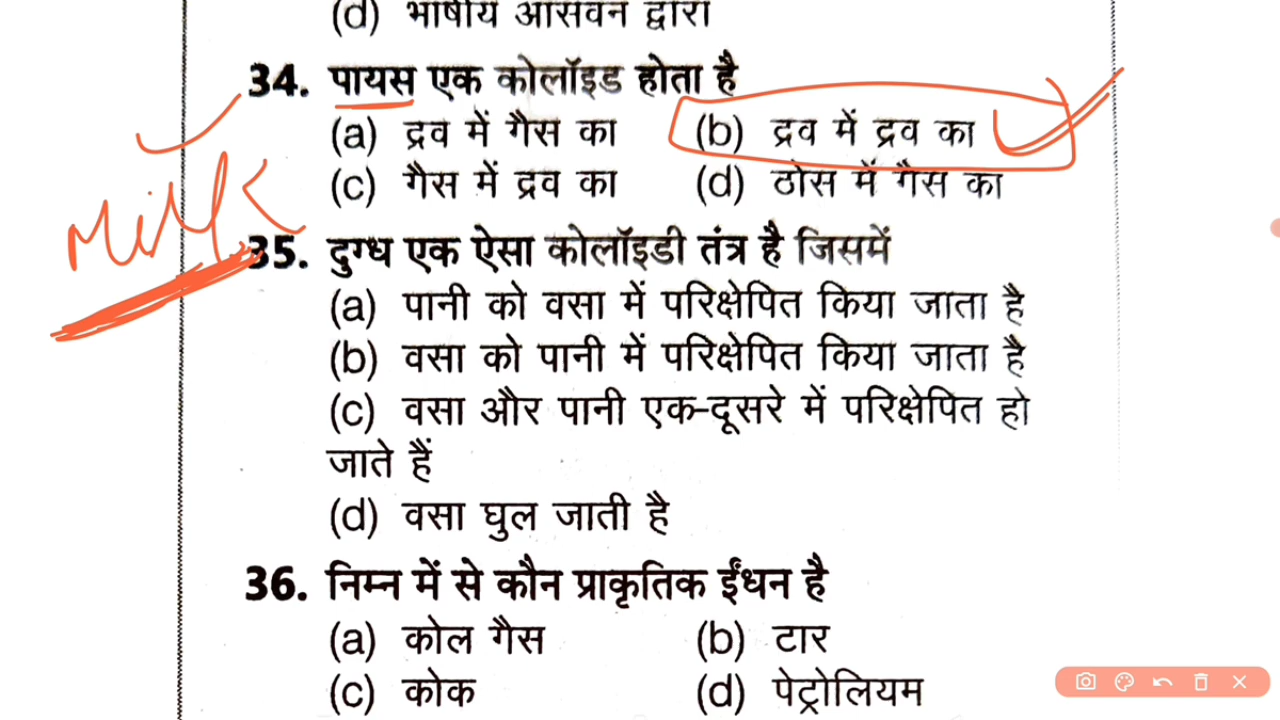 (d) भाषीय आसवन द्वारा
34. पायस एक कोलॉइड होता है
(a) द्रव में गैस का (b) द्रव में द्रव का
(c) गैस में द्रव का (d) ठोस में गैस का
Milk
35. दुग्ध एक ऐसा कोलॉइडी तंत्र है जिसमें
(a) पानी को वसा में परिक्षेपित किया जाता है
(b) वसा को पानी में परिक्षेपित किया जाता है
(c) वसा और पानी एक-दूसरे में परिक्षेपित हो
जाते हैं
(d) वसा घुल जाती है
36. निम्न में से कौन प्राकृतिक ईंधन है
(a) कोल गैस (b) टार
(c) कोक (d) पेट्रोलियम